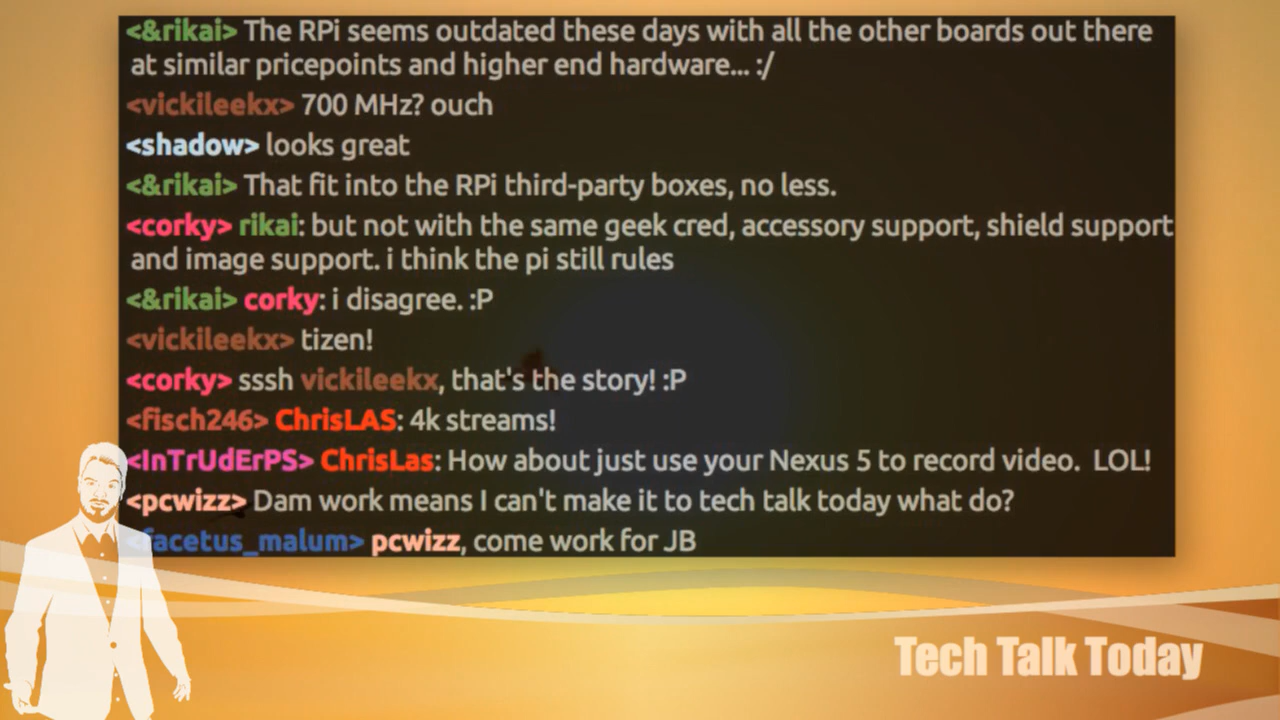 <&rikai> The RPi seems outdated these days with all the other boards out there
at similar pricepoints and higher end hardware... :/
<vickileekx> 700 MHz? ouch
<shadow> looks great
<&rikai> That fit into the RPi third-party boxes, no less.
<corky> rikai: but not with the same geek cred, accessory support, shield support
and image support. i think the pi still rules
<&rikai> corky: i disagree. :P
<vickileekx> tizen!
<corky> sssh vickileekx, that's the story! :P
<fisch246> ChrisLAS: 4k streams!
<InTrUdErPS> ChrisLas: How about just use your Nexus 5 to record video.  LOL!
<pcwizz> Dam work means I can't make it to tech talk today what do?
<facetus_malum> pcwizz, come work for JB
Tech Talk Today